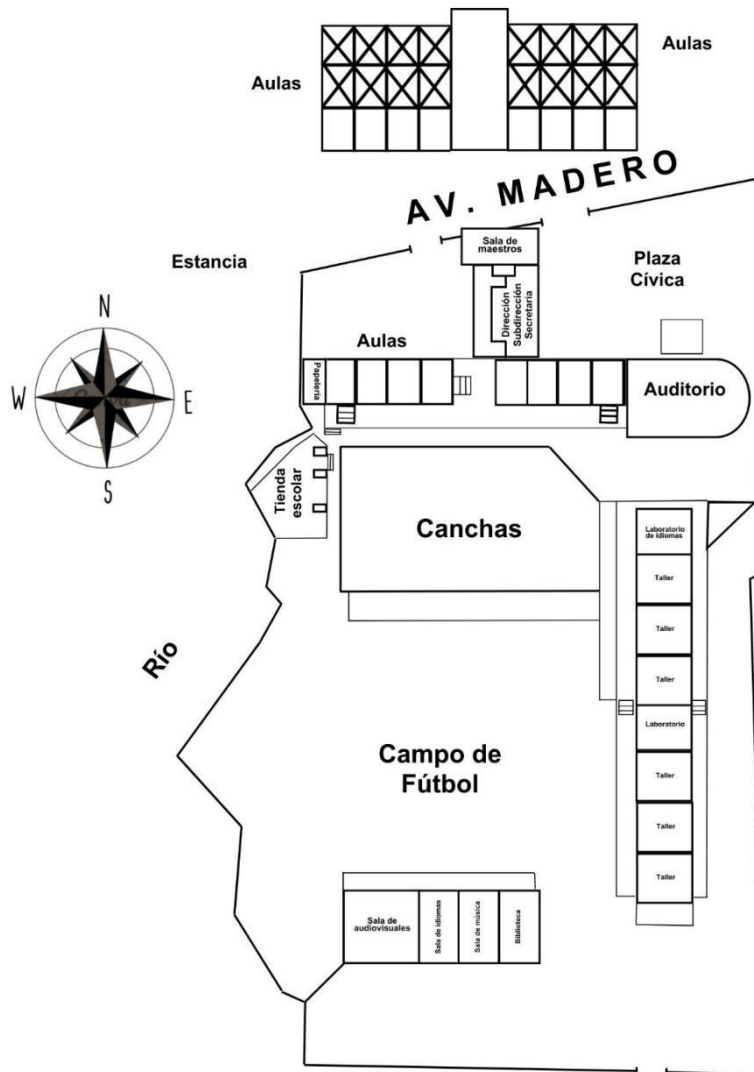 Aulas
Aulas
AV. MADERO
Sala de
maestros
Estancia
Plaza
Cívica
Dirección
Subdirección
Secretaria
N
W
E
S
Aulas
Papelería
Auditorio
Tienda
escolar
Canchas
Laboratorio
de idiomas
Taller
Taller
Taller
Laboratorio
Taller
Taller
Taller
Río
Campo de
Fútbol
Sala de
audiovisuales
Sala de idiomas
Sala de música
Biblioteca